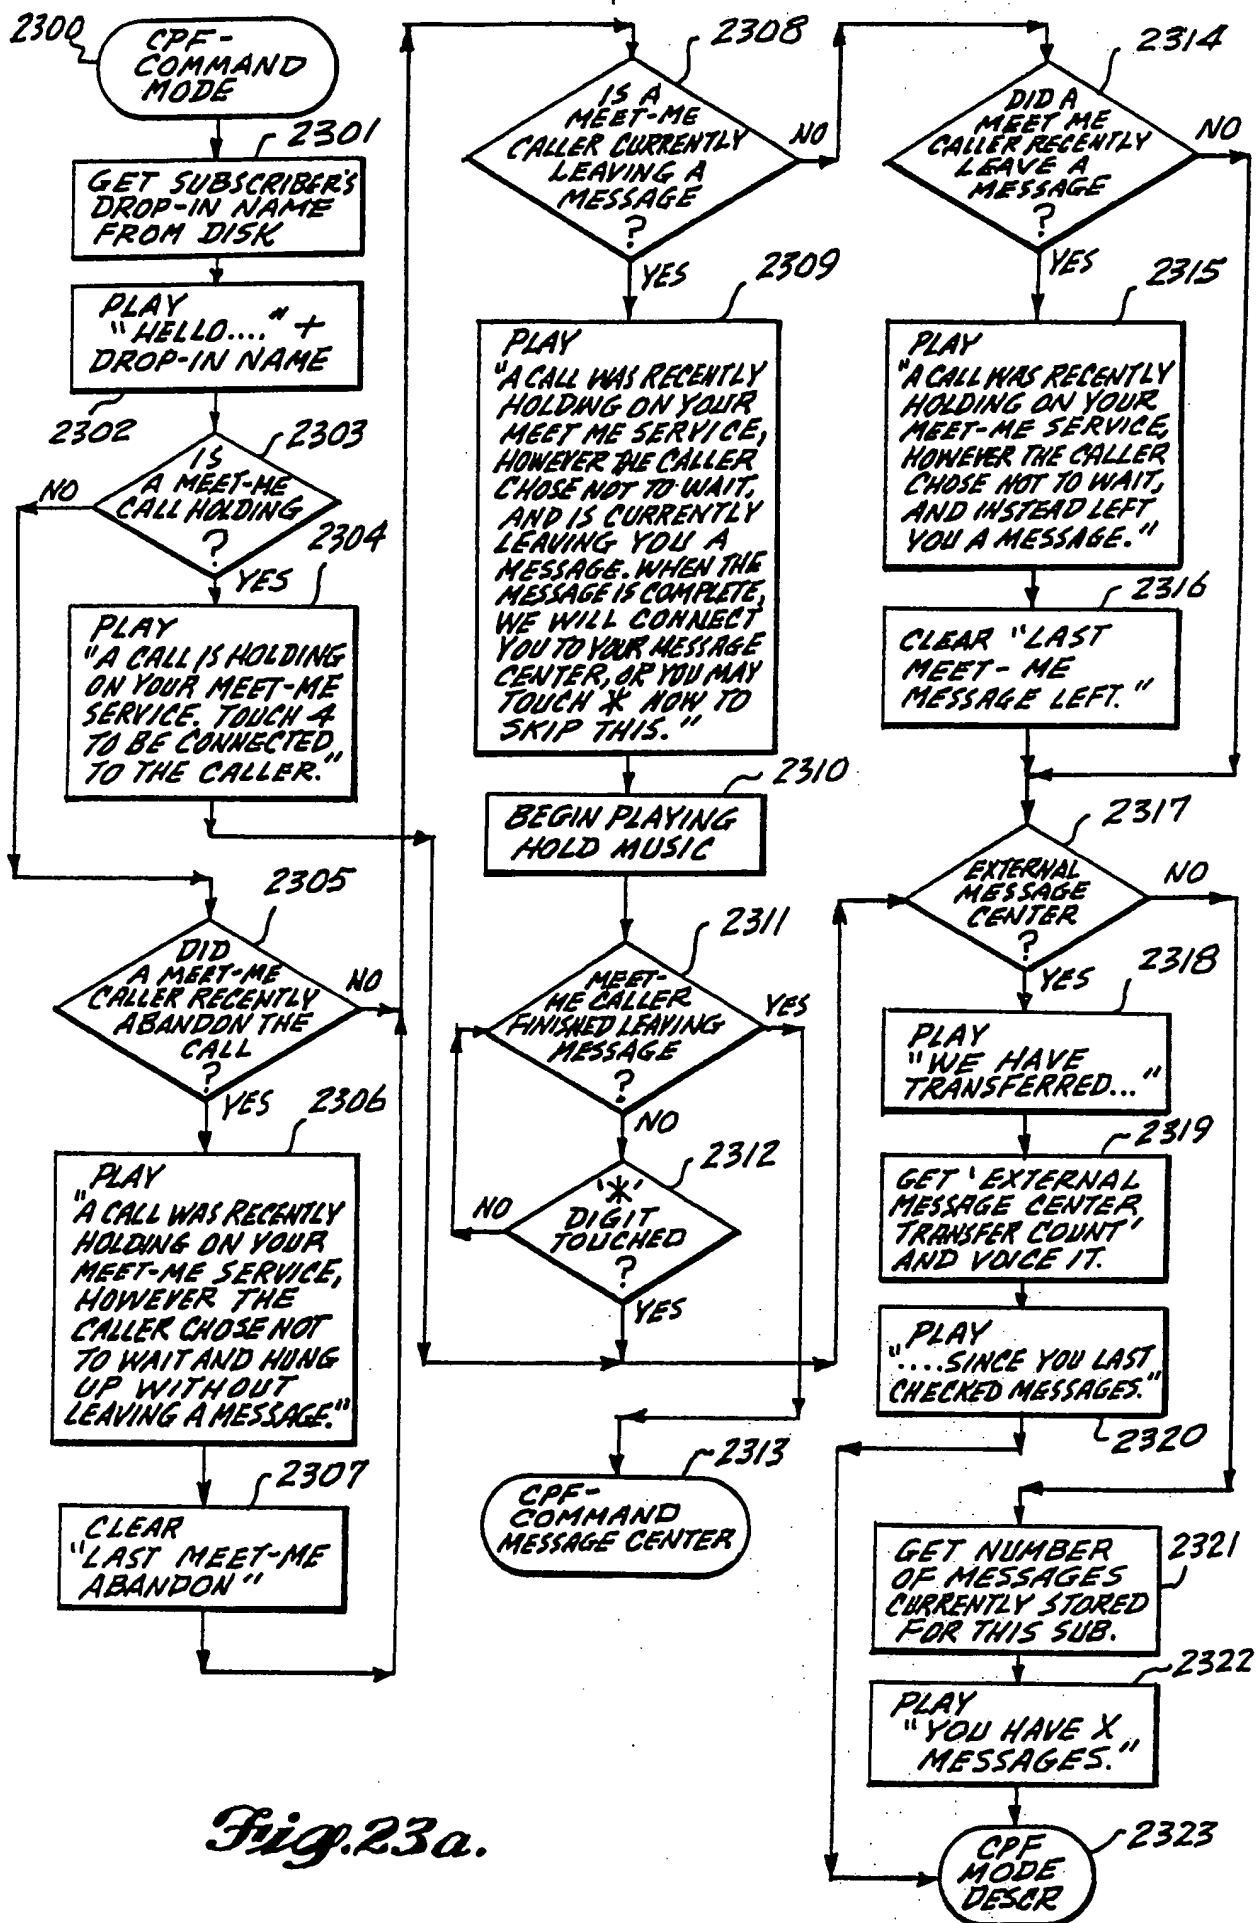 2300
CPF-
COMMAND
MODE
2301
GET SUBSCRIBER'S
DROP-IN NAME
FROM DISK
PLAY
"HELLO...." +
DROP-IN NAME
2302
2303
IS
A MEET-ME
CALL HOLDING
?
NO
YES
2304
PLAY
"A CALL IS HOLDING
ON YOUR MEET-ME
SERVICE. TOUCH 4
TO BE CONNECTED
TO THE CALLER."
2305
DID
A MEET-ME
CALLER RECENTLY
ABANDON THE
CALL
?
NO
YES
2306
PLAY
"A CALL WAS RECENTLY
HOLDING ON YOUR
MEET-ME SERVICE,
HOWEVER THE
CALLER CHOSE NOT
TO WAIT AND HUNG
UP WITHOUT
LEAVING A MESSAGE."
2307
CLEAR
"LAST MEET-ME
ABANDON"
2308
IS A
MEET-ME
CALLER CURRENTLY
LEAVING A
MESSAGE
?
NO
YES
2309
PLAY
"A CALL WAS RECENTLY
HOLDING ON YOUR
MEET ME SERVICE,
HOWEVER THE CALLER
CHOSE NOT TO WAIT,
AND IS CURRENTLY
LEAVING YOU A
MESSAGE. WHEN THE
MESSAGE IS COMPLETE,
WE WILL CONNECT
YOU TO YOUR MESSAGE
CENTER, OR YOU MAY
TOUCH * NOW TO
SKIP THIS."
2310
BEGIN PLAYING
HOLD MUSIC
2311
MEET-
ME CALLER
FINISHED LEAVING
MESSAGE
?
YES
NO
2312
'*'
DIGIT
TOUCHED
?
NO
YES
2313
CPF-
COMMAND
MESSAGE CENTER
2314
DID A
MEET ME
CALLER RECENTLY
LEAVE A
MESSAGE
?
NO
YES
2315
PLAY
"A CALL WAS RECENTLY
HOLDING ON YOUR
MEET-ME SERVICE,
HOWEVER THE CALLER
CHOSE NOT TO WAIT,
AND INSTEAD LEFT
YOU A MESSAGE."
2316
CLEAR "LAST
MEET-ME
MESSAGE LEFT."
2317
EXTERNAL
MESSAGE
CENTER
?
NO
YES
2318
PLAY
"WE HAVE
TRANSFERRED..."
2319
GET 'EXTERNAL
MESSAGE CENTER
TRANSFER COUNT'
AND VOICE IT.
PLAY
"....SINCE YOU LAST
CHECKED MESSAGES."
2320
GET NUMBER
OF MESSAGES
CURRENTLY STORED
FOR THIS SUB.
2321
2322
PLAY
"YOU HAVE X
MESSAGES."
2323
CPF
MODE
DESCR
Fig.23a.